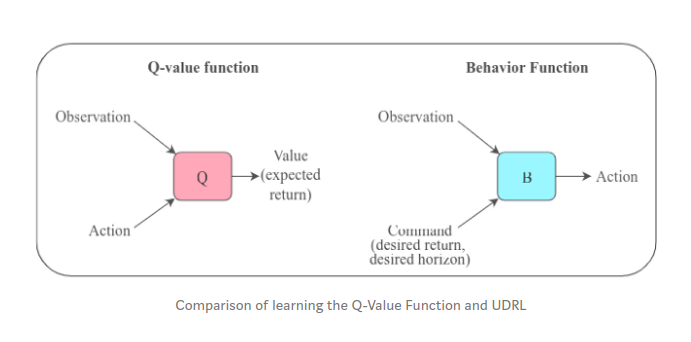 Q-value function
Observation
Action
Q
Value
(expected
return)
Behavior Function
Observation
Command
(desired return,
desired horizon)
B
Action
Comparison of learning the Q-Value Function and UDRL